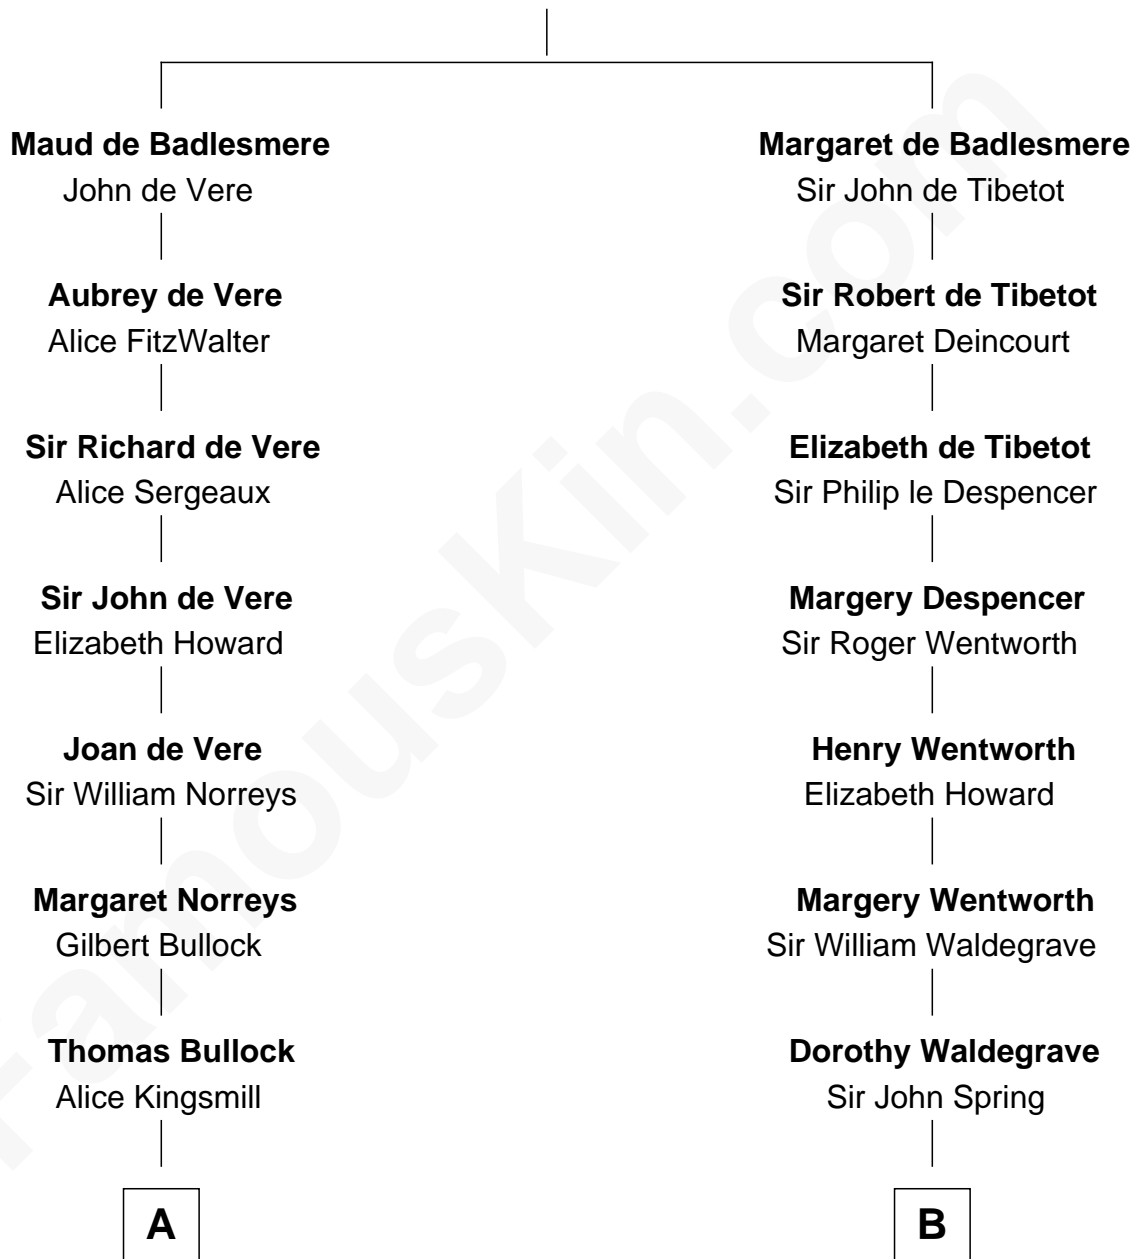 Maud de Badlesmere
John de Vere
Aubrey de Vere
Alice FitzWalter
Sir Richard de Vere
Alice Sergeaux
Sir John de Vere
Elizabeth Howard
Joan de Vere
Sir William Norreys
Margaret Norreys
Gilbert Bullock
Thomas Bullock
Alice Kingsmill
A
Margaret de Badlesmere
Sir John de Tibetot
Sir Robert de Tibetot
Margaret Deincourt
Elizabeth de Tibetot
Sir Philip le Despencer
Margery Despencer
Sir Roger Wentworth
Henry Wentworth
Elizabeth Howard
Margery Wentworth
Sir William Waldegrave
Dorothy Waldegrave
Sir John Spring
B
FamousKin.com